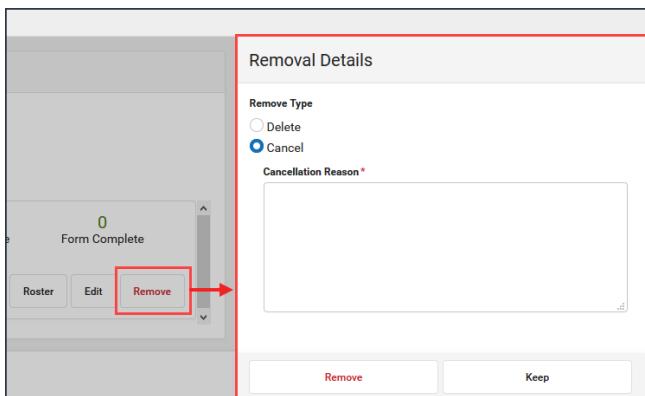 Removal Details
Remove Type
Delete
Cancel
Cancellation Reason *
0
Form Complete
Roster Edit Remove
Remove Keep